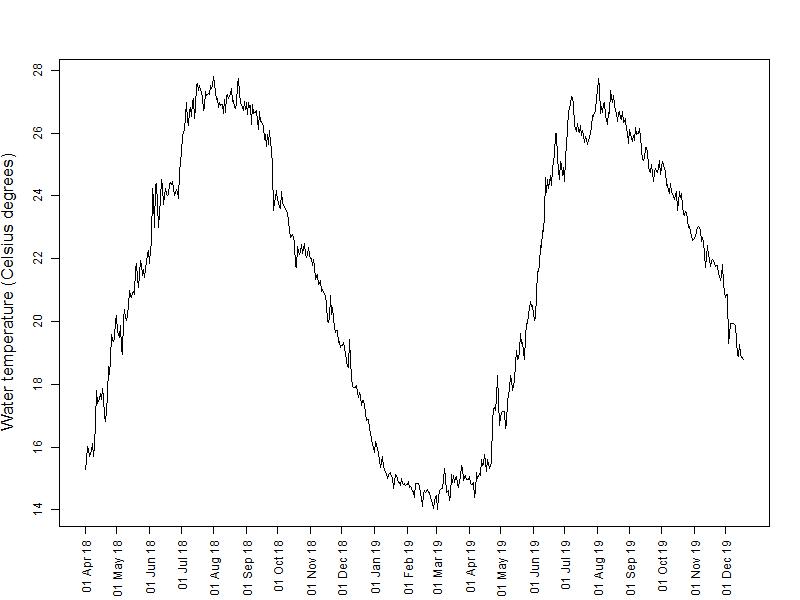 Water temperature (Celsius degrees)
28
26
24
22
20
18
16
14
01 Apr 18
01 May 18
01 Jun 18
01 Jul 18
01 Aug 18
01 Sep 18
01 Oct 18
01 Nov 18
01 Dec 18
01 Jan 19
01 Feb 19
01 Mar 19
01 Apr 19
01 May 19
01 Jun 19
01 Jul 19
01 Aug 19
01 Sep 19
01 Oct 19
01 Nov 19
01 Dec 19